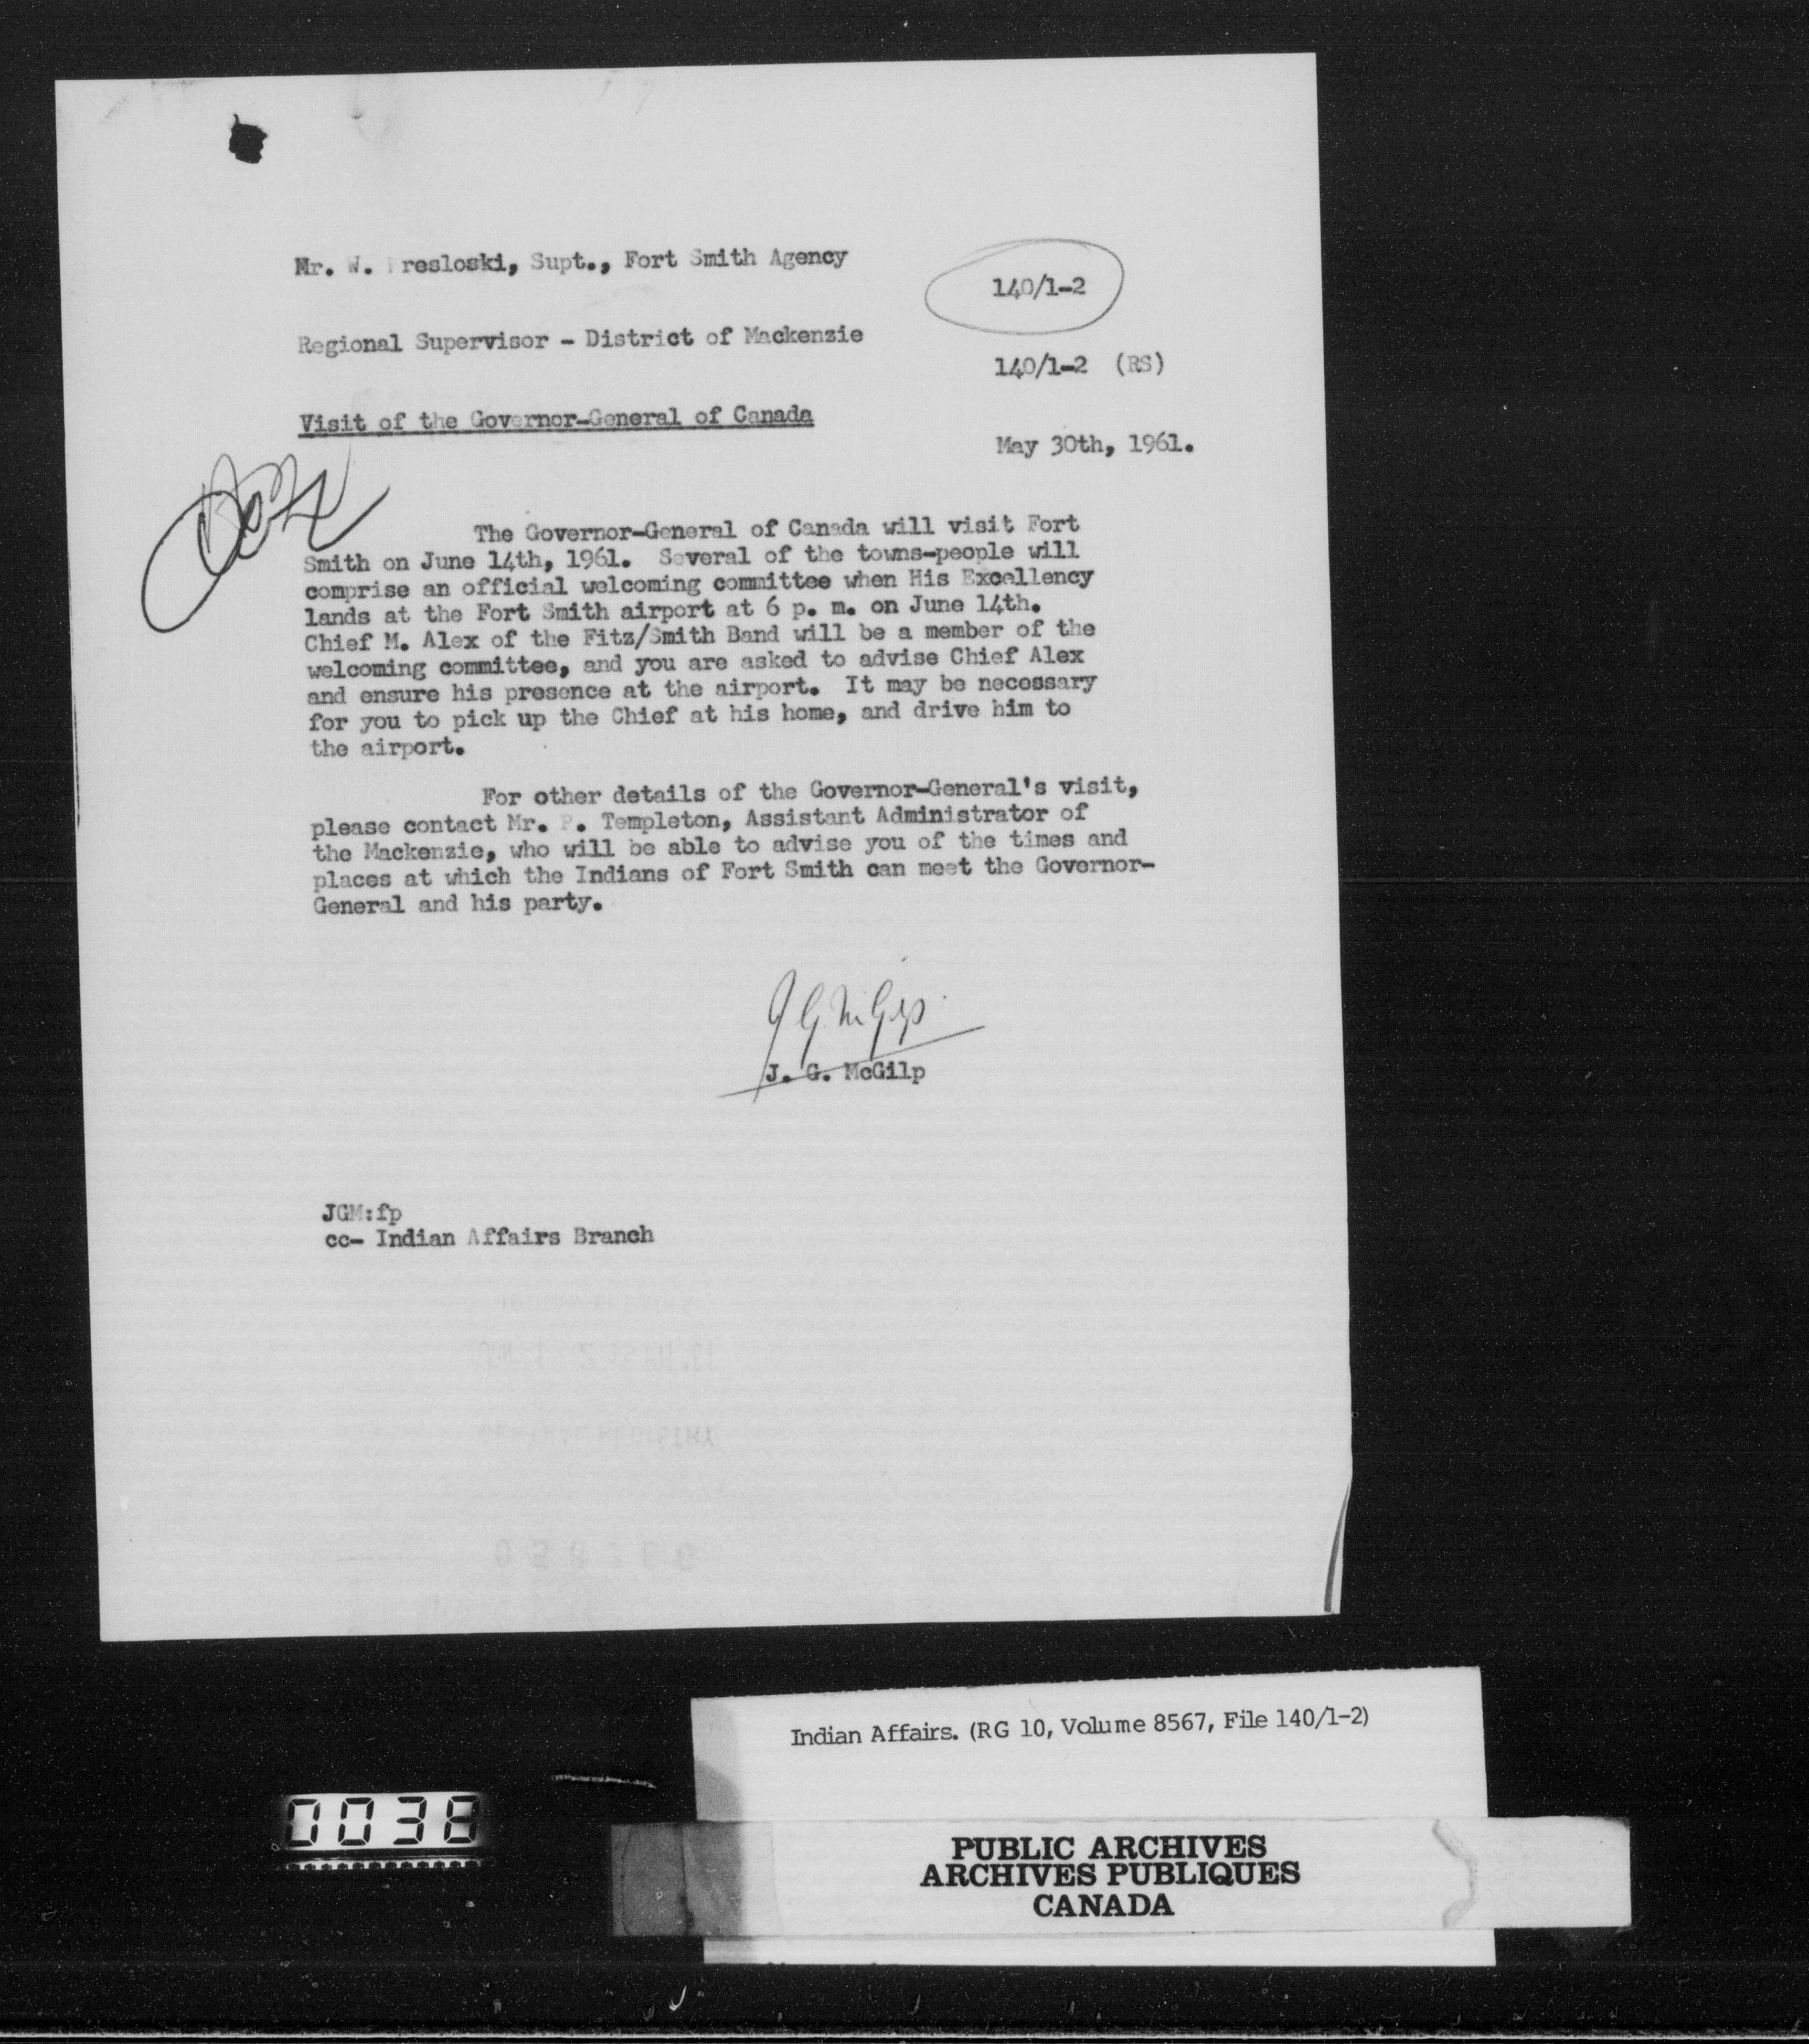 Mr. W. Presloski, Supt., Fort Smith Agency
140/1-2
Regional Supervisor - District of Mackenzie
140/1-2 (RS)
Visit of the Governor-General of Canada
May 30th, 1961.
The Governor-General of Canada will visit Fort
Smith on June 14th, 1961. Several of the towns-people will
comprise an official welcoming committee when His Excellency
lands at the Fort Smith airport at 6 p. m. on June 14th.
Chief M. Alex of the Fitz/Smith Band will be a member of the
welcoming committee, and you are asked to advise Chief Alex
and ensure his presence at the airport. It may be necessary
for you to pick up the Chief at his home, and drive him to
the airport.
For other details of the Governor-General's visit,
please contact Mr. P. Templeton, Assistant Administrator of
the Mackenzie, who will be able to advise you of the times and
places at which the Indians of Fort Smith can meet the Governor-
General and his party.
J G McGilp
J. G. McGilp
JGM:fp
cc- Indian Affairs Branch
CENTRAL REGISTRY
Indian Affairs. (RG 10, Volume 8567, File 140/1-2)
0038
PUBLIC ARCHIVES
ARCHIVES PUBLIQUES
CANADA